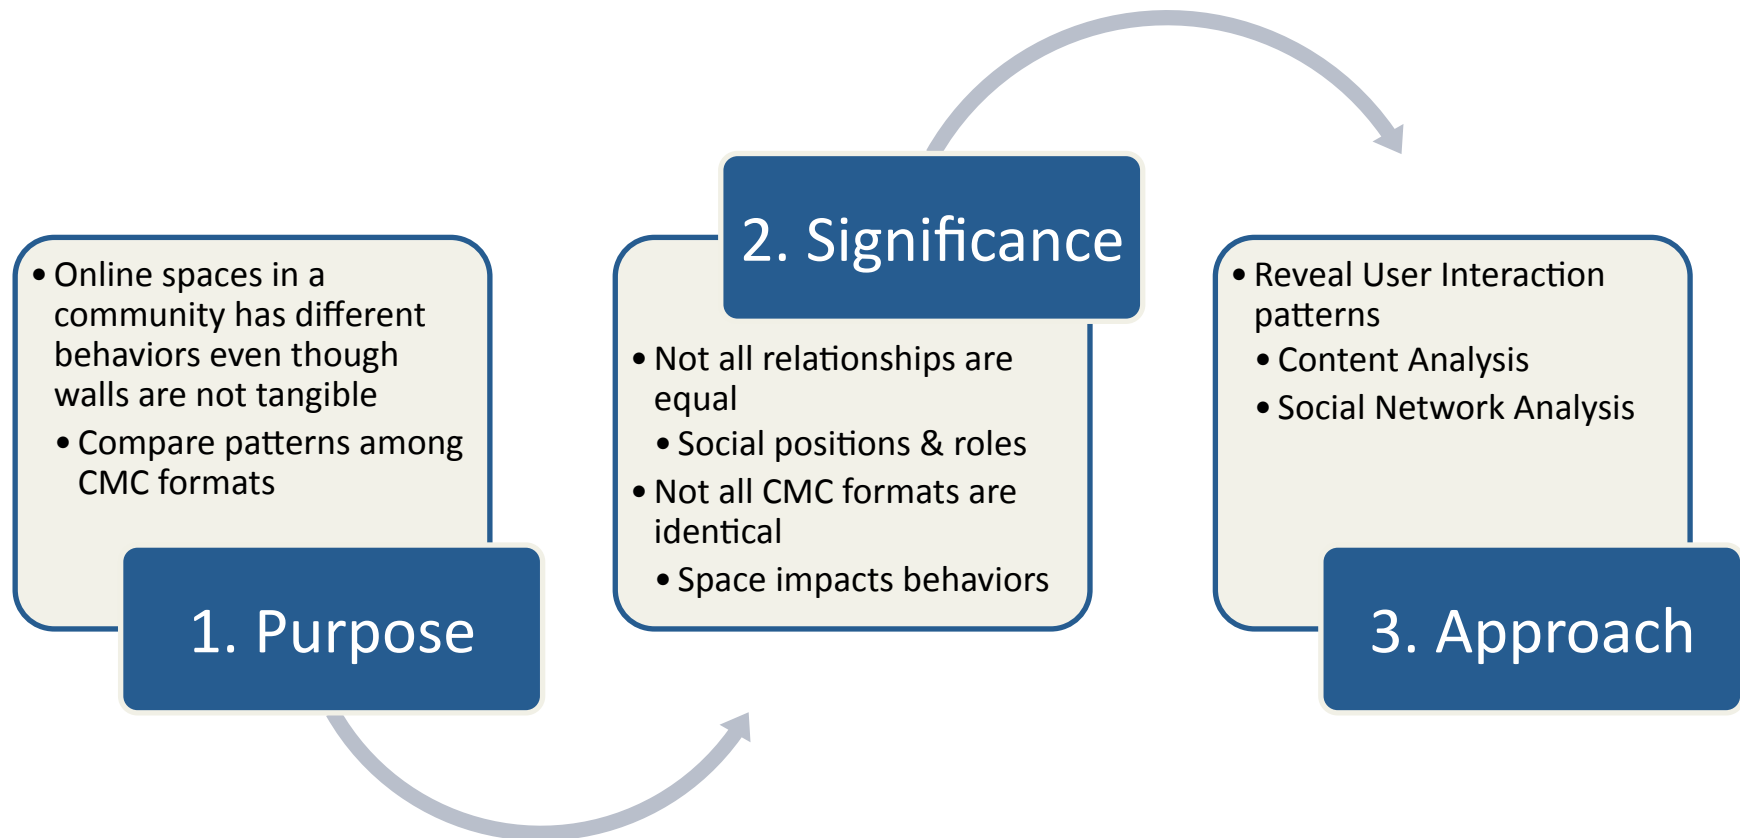 • Online spaces in a
community has different
behaviors even though
walls are not tangible
• Compare patterns among
CMC formats
1. Purpose
2. Significance
• Not all relationships are
equal
• Social positions & roles
• Not all CMC formats are
identical
• Space impacts behaviors
• Reveal User Interaction
patterns
• Content Analysis
• Social Network Analysis
3. Approach